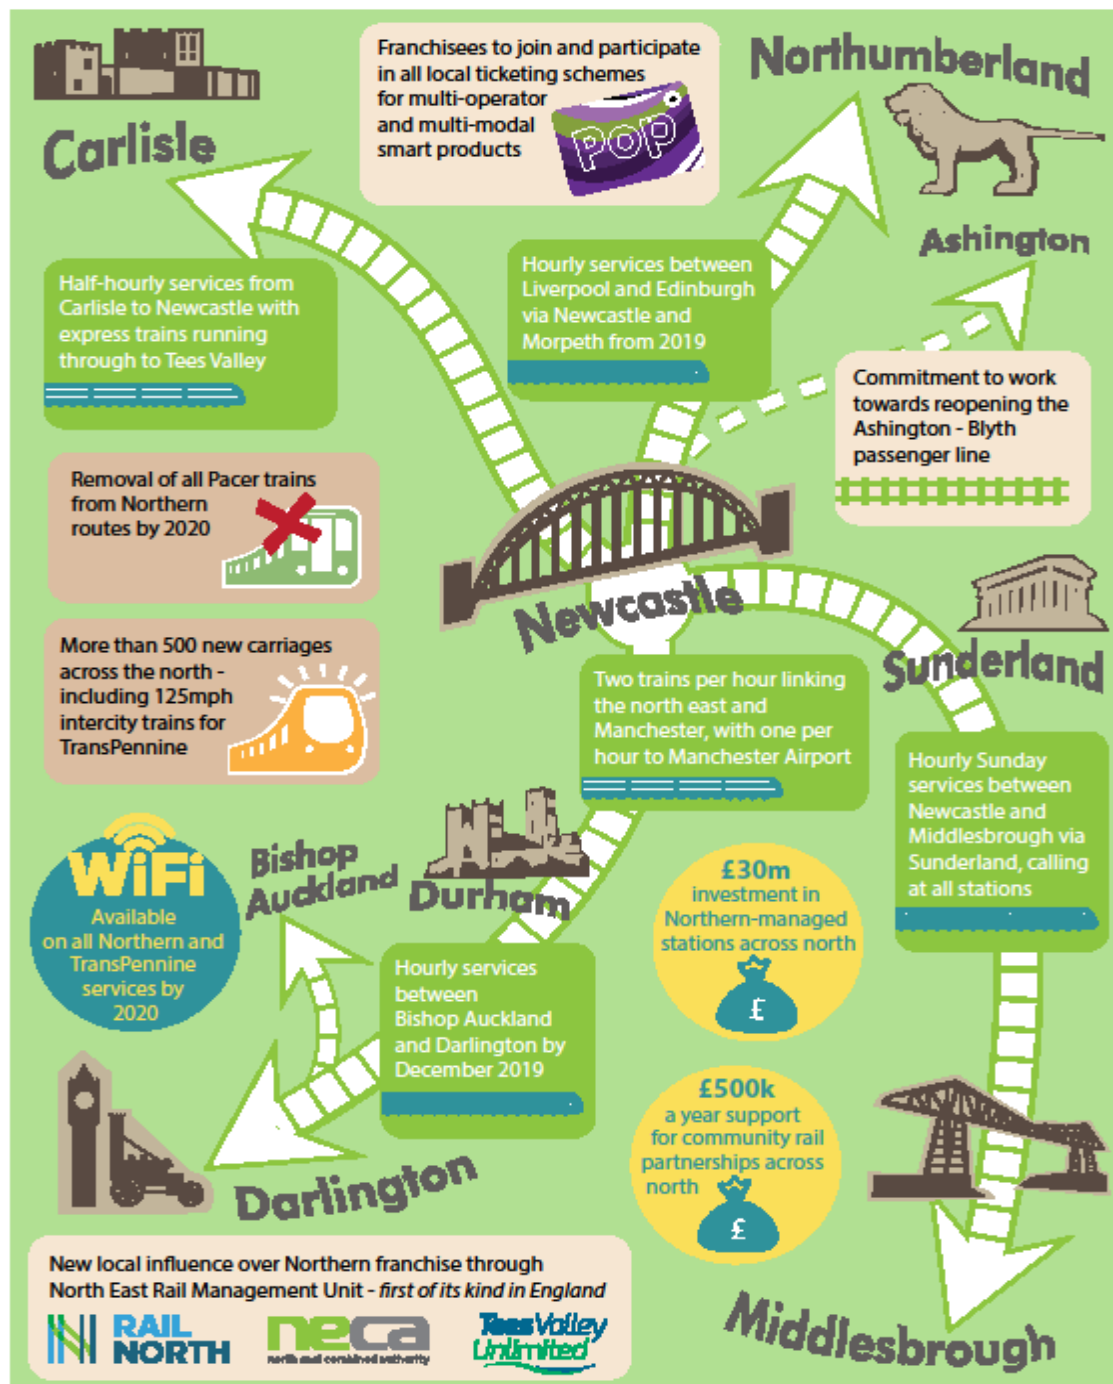 Carlisle
Franchisees to join and participate
in all local ticketing schemes
for multi-operator
and multi-modal
smart products
pop
Northumberland
Ashington
Half-hourly services from
Carlisle to Newcastle with
express trains running
through to Tees Valley
Hourly services between
Liverpool and Edinburgh
via Newcastle and
Morpeth from 2019
Commitment to work
towards reopening the
Ashington - Blyth
passenger line
Removal of all Pacer trains
from Northern
routes by 2020
Newcastle
Sunderland
More than 500 new carriages
across the north -
including 125mph
intercity trains for
TransPennine
Two trains per hour linking
the north east and
Manchester, with one per
hour to Manchester Airport
Hourly Sunday
services between
Newcastle and
Middlesbrough via
Sunderland, calling
at all stations
WiFi
Available
on all Northern and
TransPennine
services by
2020
Bishop
Auckland
Durham
£30m
investment in
Northern-managed
stations across north
£
Hourly services
between
Bishop Auckland
and Darlington by
December 2019
£500k
a year support
for community rail
partnerships across
north
£
Darlington
Middlesbrough
New local influence over Northern franchise through
North East Rail Management Unit - first of its kind in England
RAIL
NORTH
neca
north east combined authority
Tees Valley
Unlimited